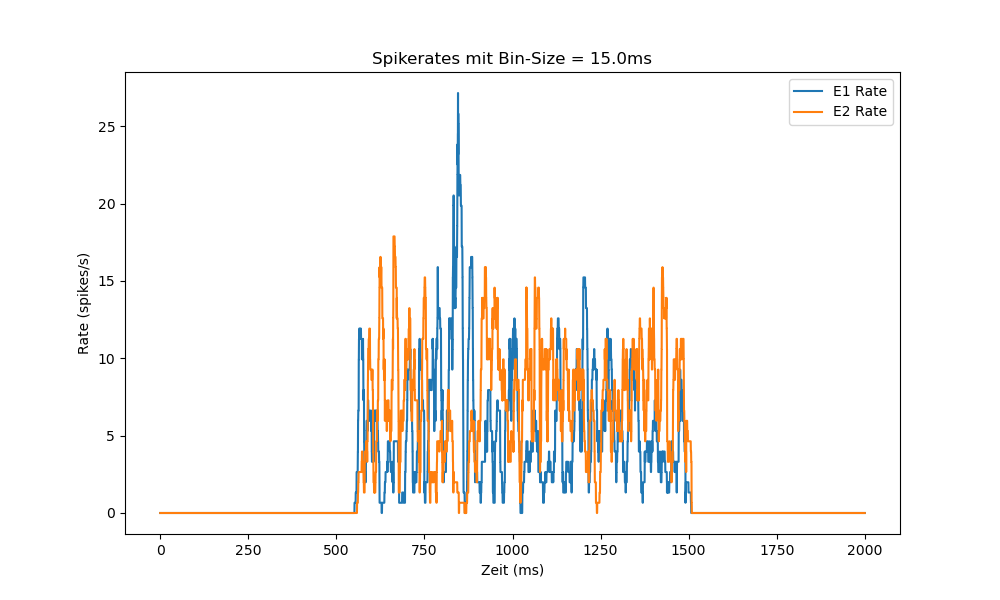 Spikerates mit Bin-Size = 15.0ms
E1 Rate
E2 Rate
Rate (spikes/s)
25
20
15
10
5
0
0 250 500 750 1000 1250 1500 1750 2000
Zeit (ms)